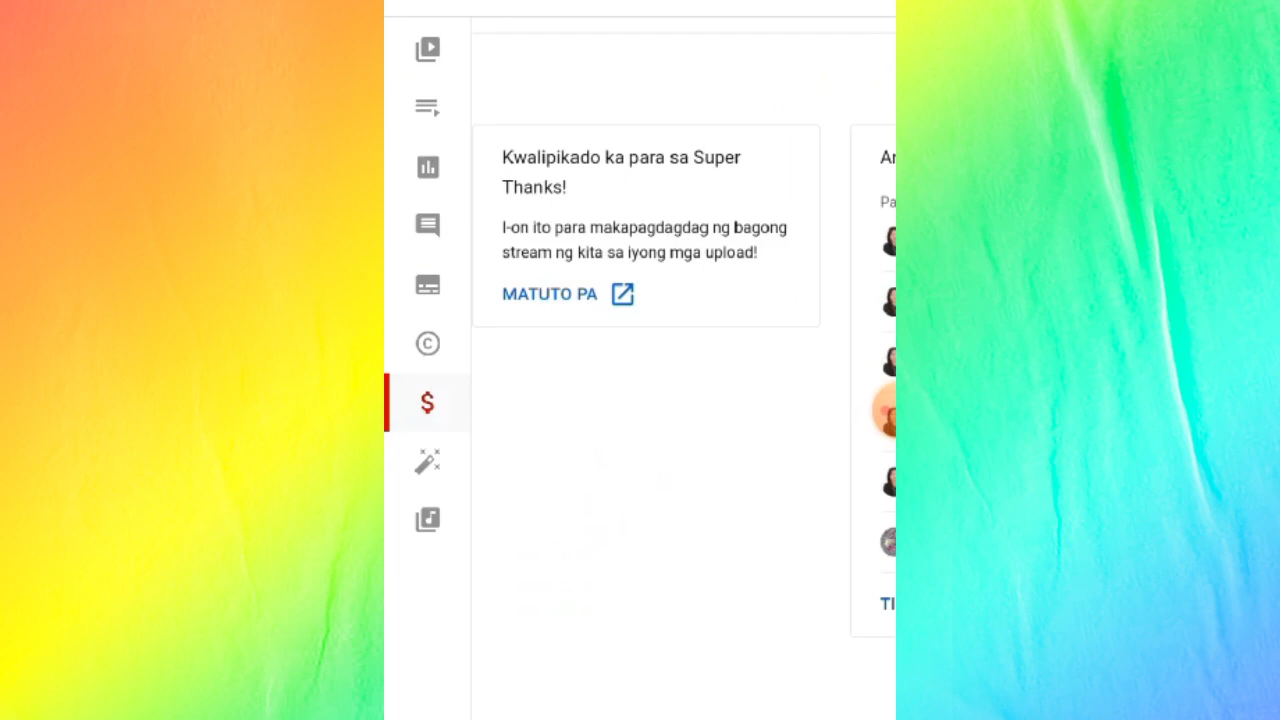 Kwalipikado ka para sa Super
Thanks!
I-on ito para makapagdagdag ng bagong
stream ng kita sa iyong mga upload!
MATUTO PA